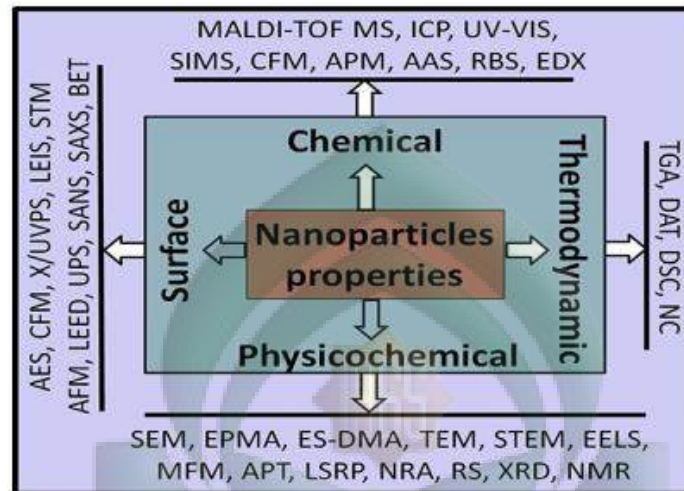 MALDI-TOF MS, ICP, UV-VIS,
SIMS, CFM, APM, AAS, RBS, EDX
Chemical
AES, CFM, X/UVPS, LEIS, STM
AFM, LEED, UPS, SANS, SAXS, BET
Surface
Nanoparticles
properties
Thermodynamic
TGA, DAT, DSC, NC
Physicochemical
SEM, EPMA, ES-DMA, TEM, STEM, EELS,
MFM, APT, LSRP, NRA, RS, XRD, NMR